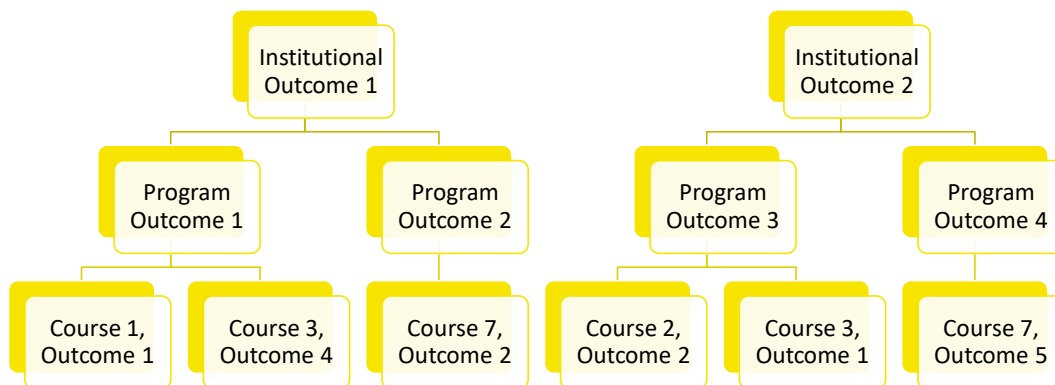 Institutional
Outcome 1
Institutional
Outcome 2
Program
Outcome 1
Program
Outcome 2
Program
Outcome 3
Program
Outcome 4
Course 1,
Outcome 1
Course 3,
Outcome 4
Course 7,
Outcome 2
Course 2,
Outcome 2
Course 3,
Outcome 1
Course 7,
Outcome 5